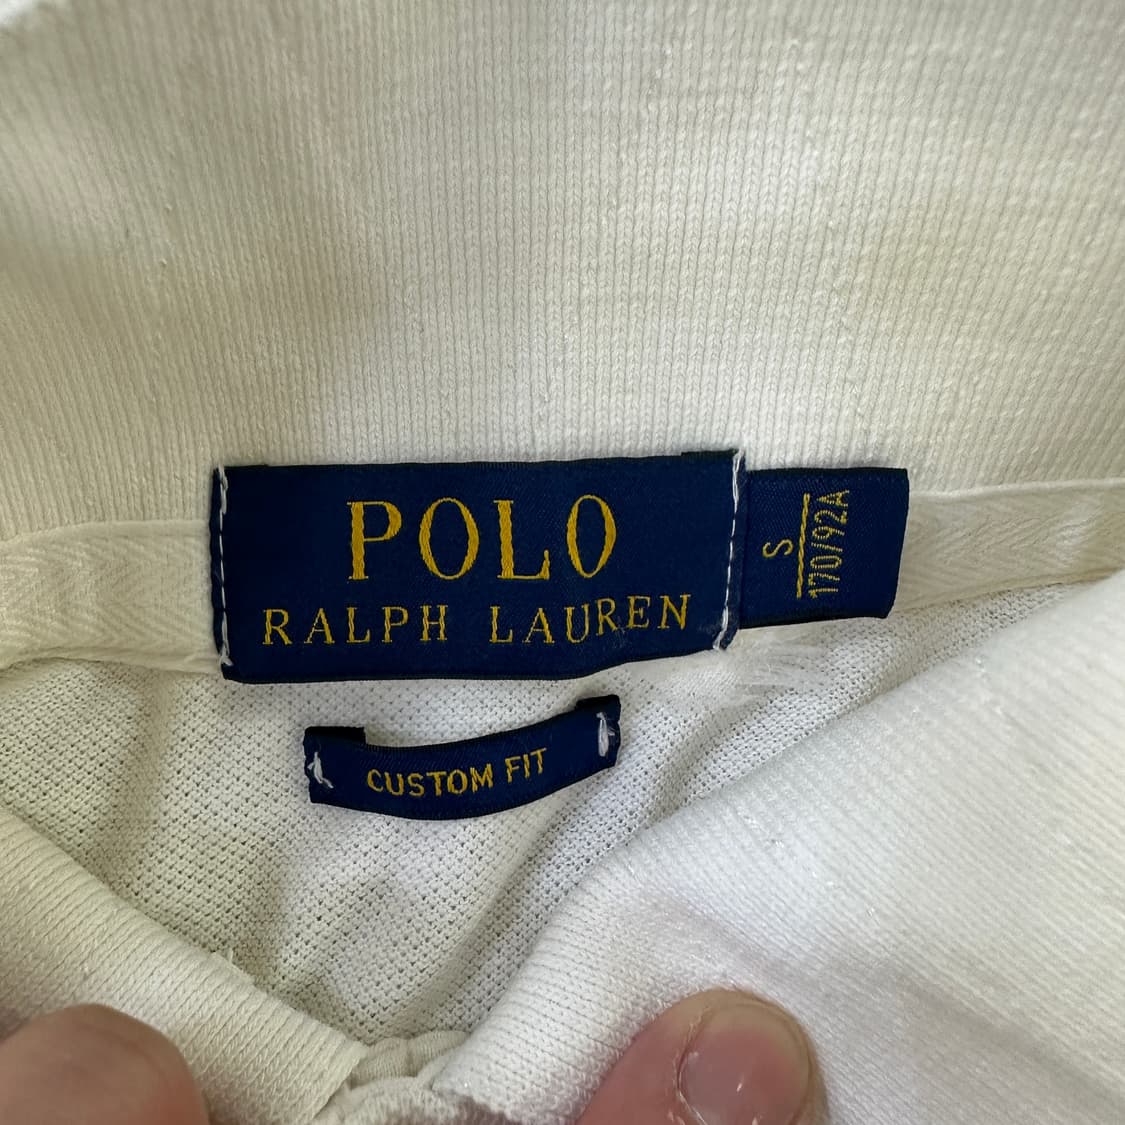 POLO
RALPH LAUREN
S
170/92A
CUSTOM FIT